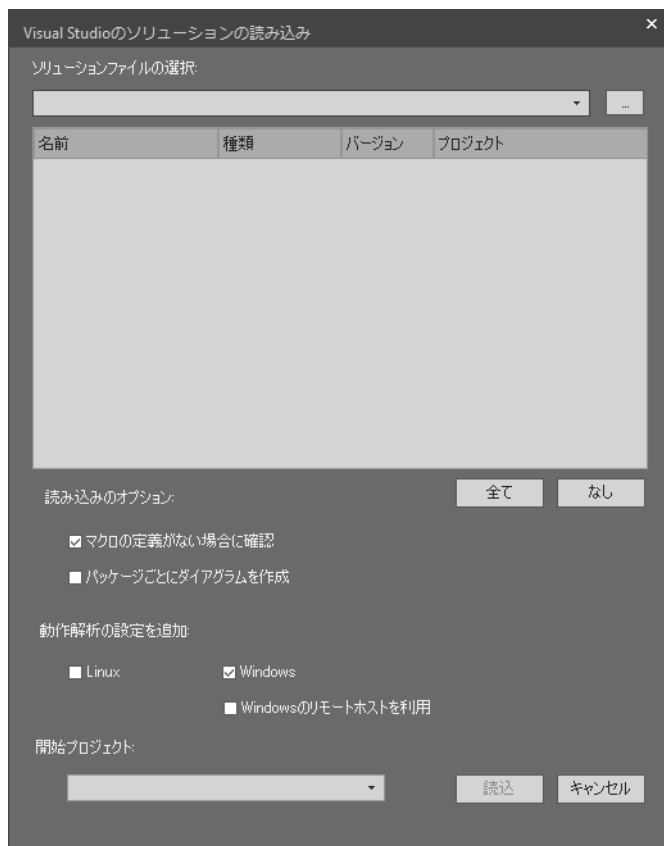 Visual Studioのソリューションの読み込み
ソリューションファイルの選択:
...
名前 種類 バージョン プロジェクト
読み込みのオプション: 全て なし
マクロの定義がない場合に確認
パッケージごとにダイアグラムを作成
動作解析の設定を追加:
Linux Windows
Windowsのリモートホストを利用
開始プロジェクト:
読込 キャンセル